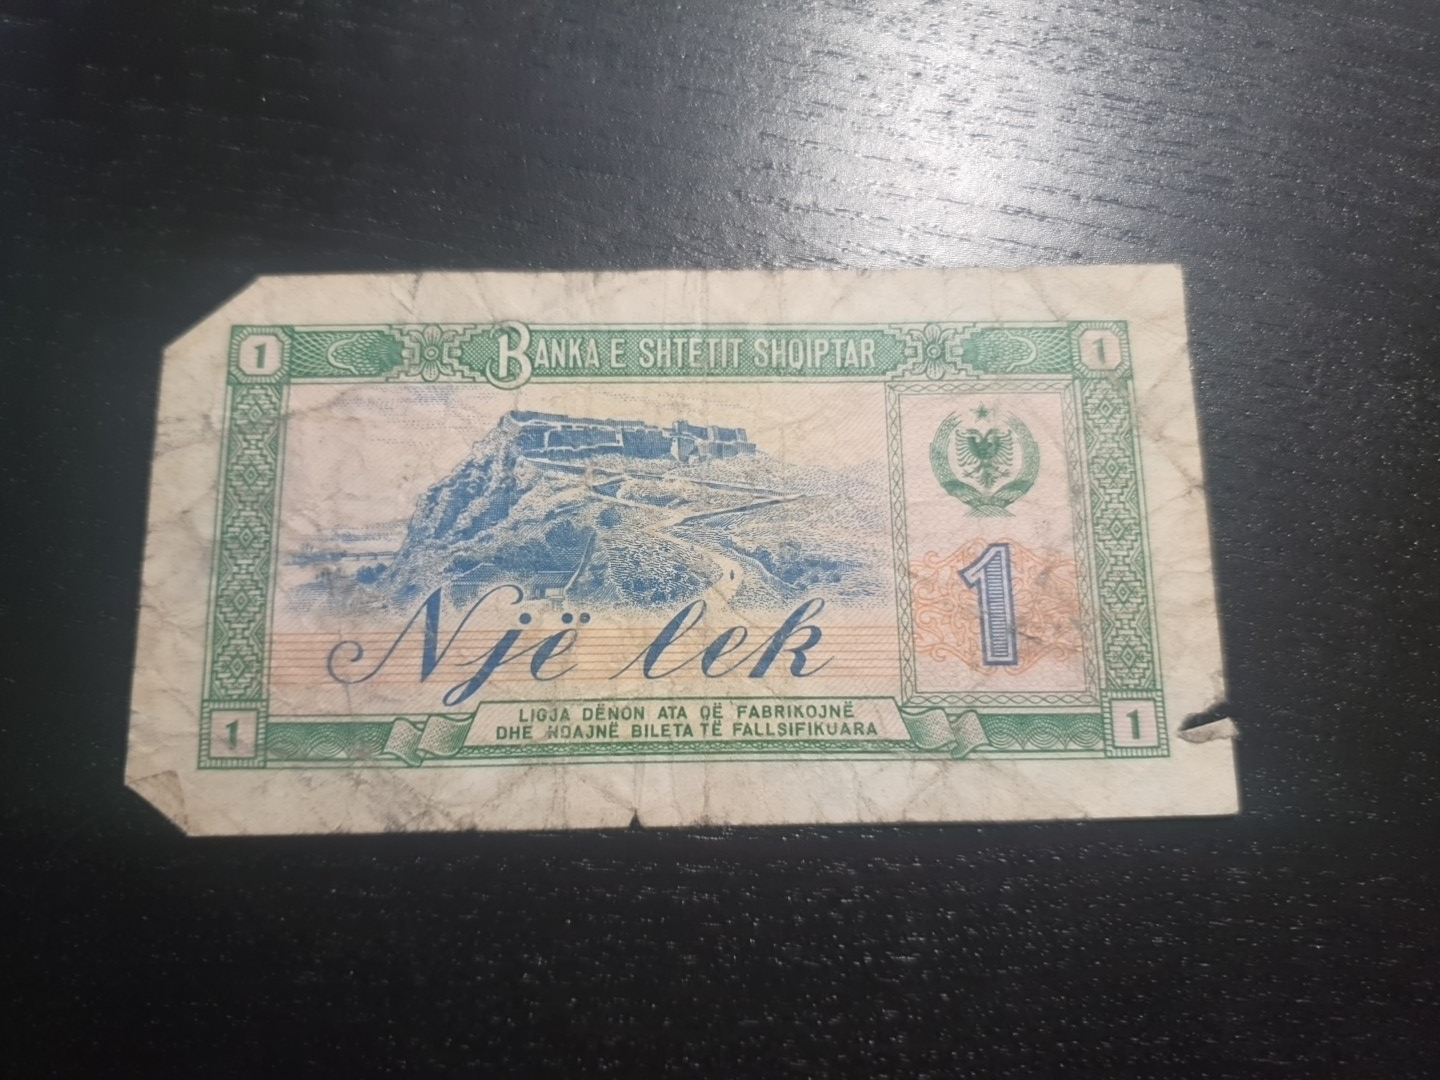 1 BANKA E SHTETIT SHQIPTAR 1
1
Një lek
LIGJA DËNON ATA QË FABRIKOJNË
DHE NDAJNË BILETA TË FALLSIFIKUARA
1 1